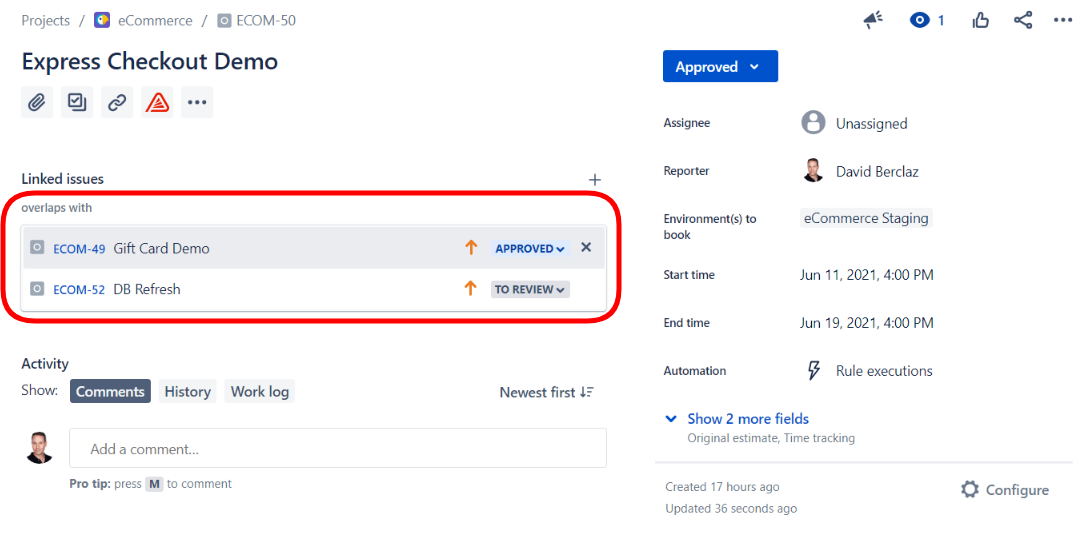 Projects / eCommerce / ECOM-50
1
Express Checkout Demo
Approved
Linked issues
overlaps with
ECOM-49 Gift Card Demo APPROVED
ECOM-52 DB Refresh TO REVIEW
Activity
Show: Comments History Work log Newest first
Add a comment...
Pro tip: press M to comment
Assignee Unassigned
Reporter David Berclaz
Environment(s) to book eCommerce Staging
Start time Jun 11, 2021, 4:00 PM
End time Jun 19, 2021, 4:00 PM
Automation Rule executions
Show 2 more fields
Original estimate, Time tracking
Created 17 hours ago
Updated 36 seconds ago
Configure